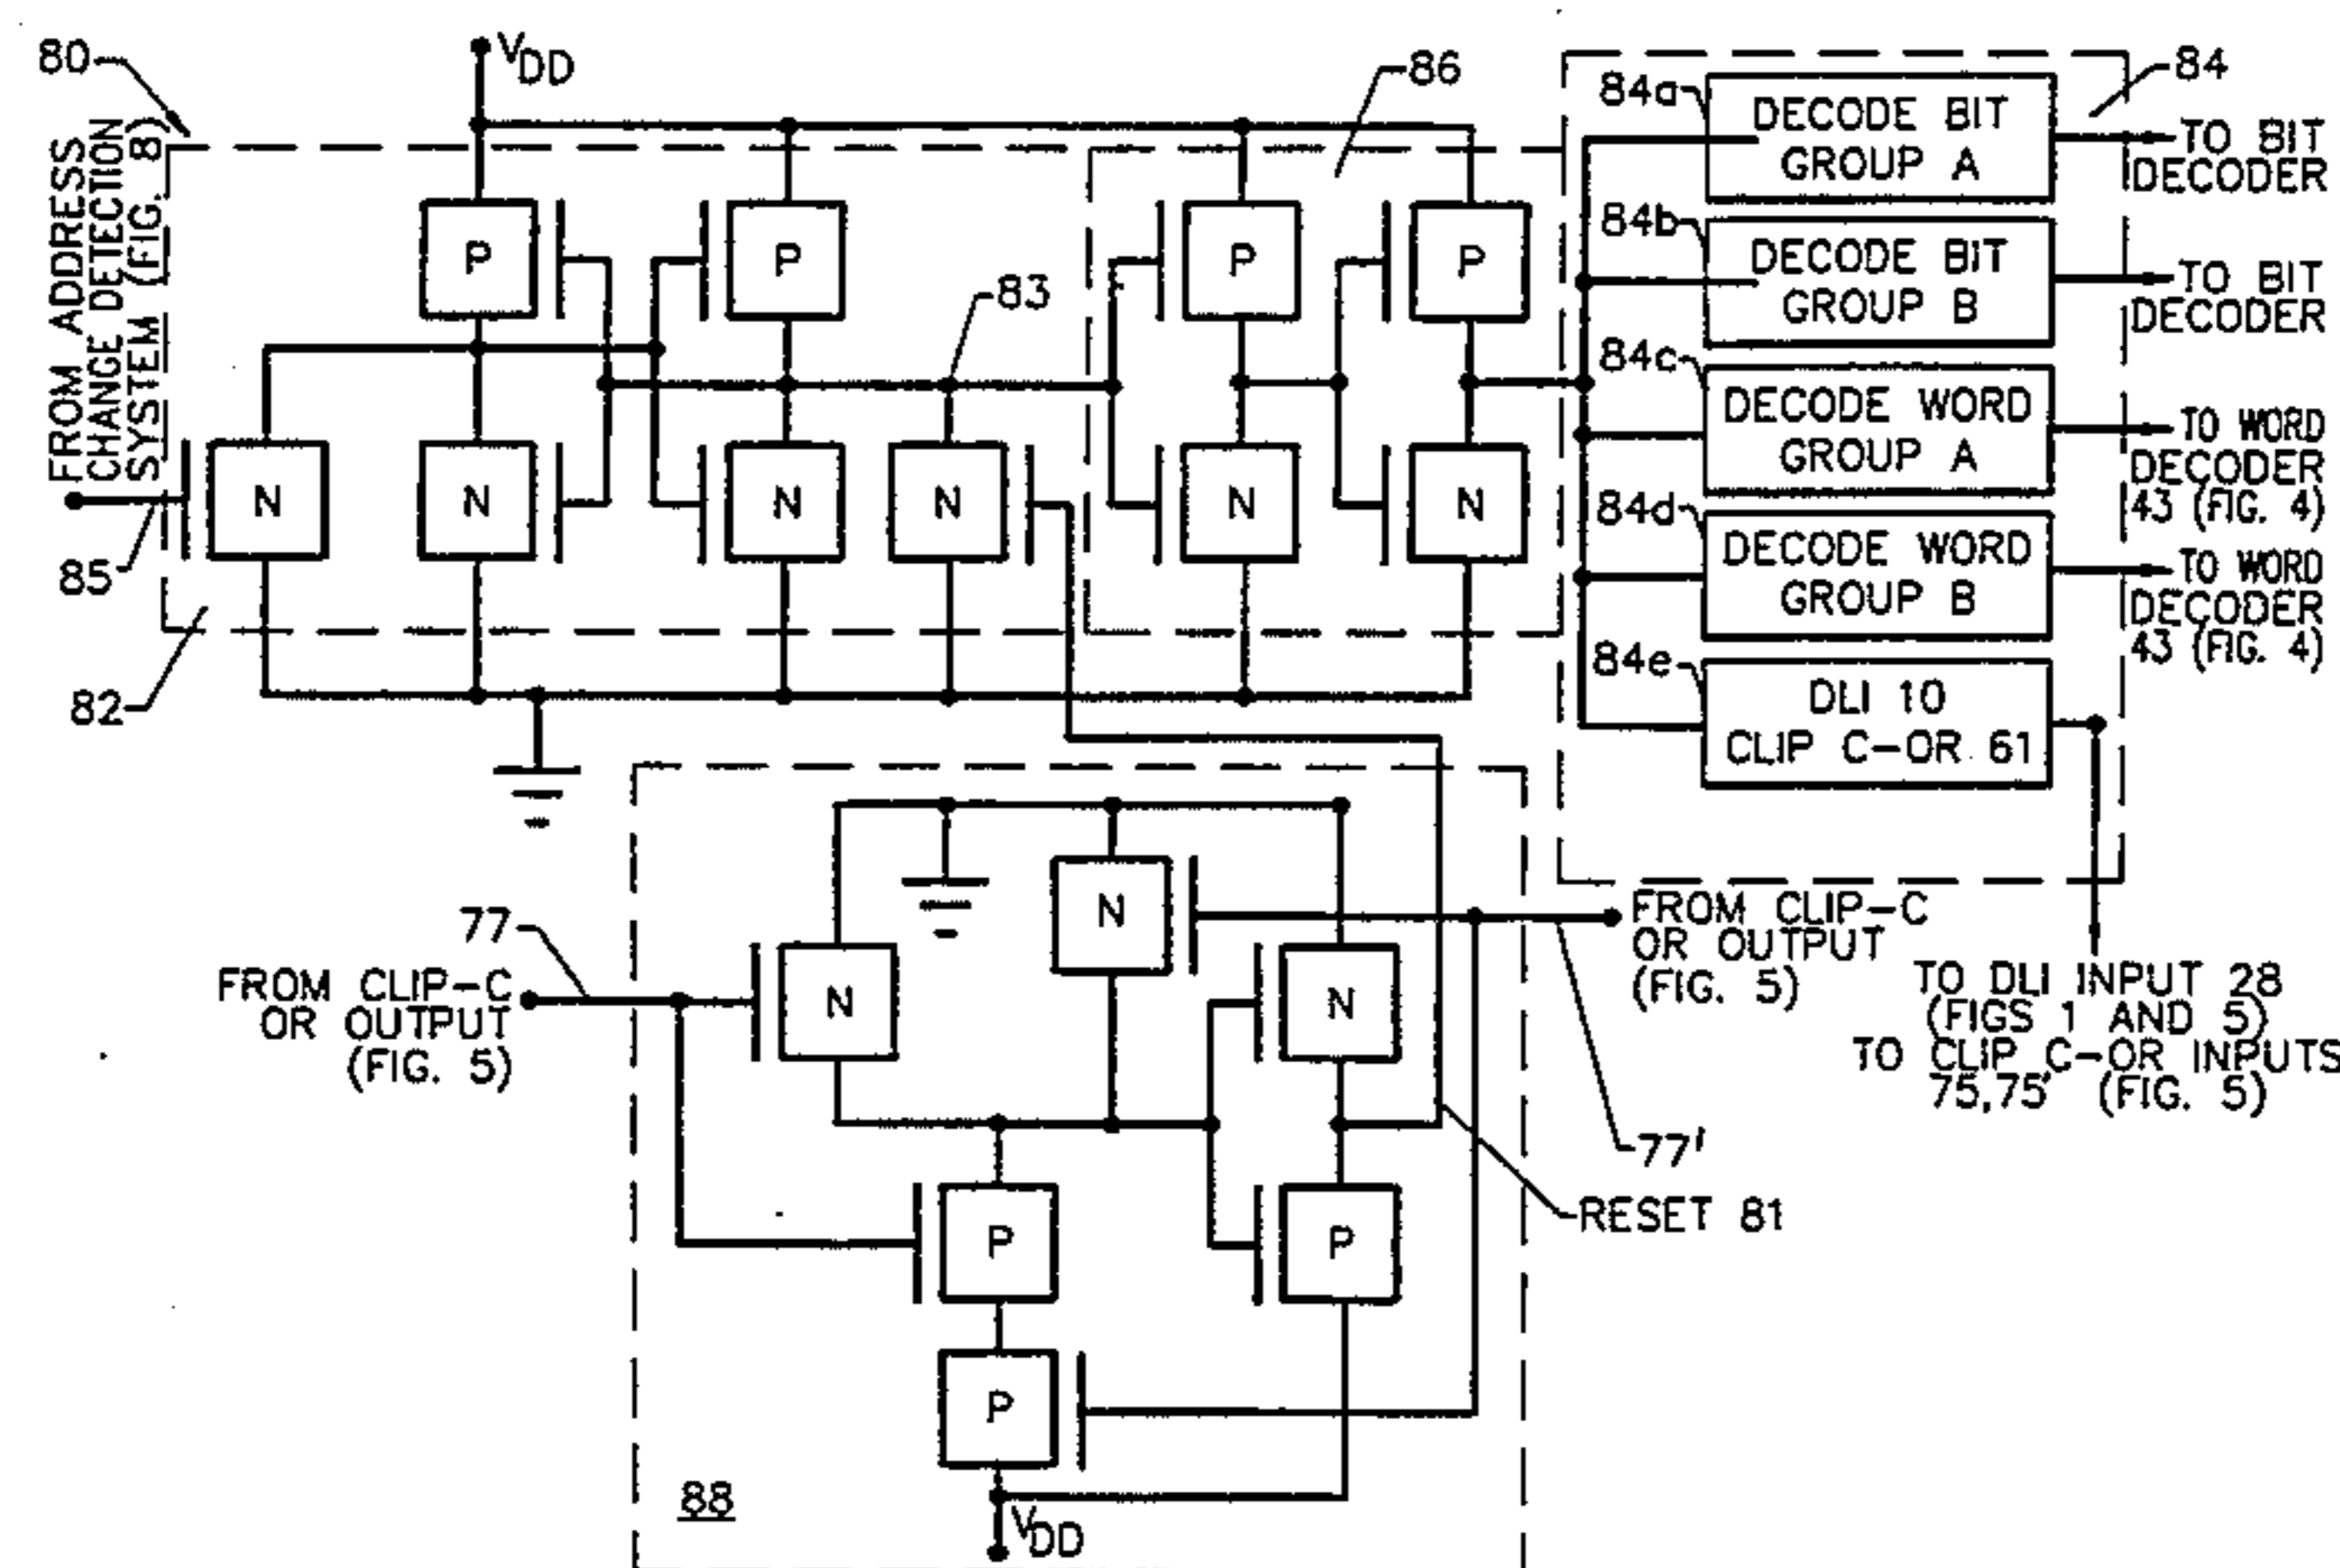 80
VDD
86
84
FROM ADDRESS
CHANGE DETECTION
SYSTEM (FIG. 8)
84a
DECODE BIT
GROUP A
TO BIT
DECODER
84b
DECODE BIT
GROUP B
TO BIT
DECODER
P
P
P
P
83
84c
DECODE WORD
GROUP A
TO WORD
DECODER
43 (FIG. 4)
N
N
N
N
N
N
84d
DECODE WORD
GROUP B
TO WORD
DECODER
43 (FIG. 4)
85
82
84e
DLI 10
CLIP C-OR 61
77
FROM CLIP-C
OR OUTPUT
(FIG. 5)
N
N
N
FROM CLIP-C
OR OUTPUT
(FIG. 5)
TO DLI INPUT 28
(FIGS 1 AND 5)
TO CLIP C-OR INPUTS
75,75' (FIG. 5)
77'
RESET 81
P
P
P
88
VDD